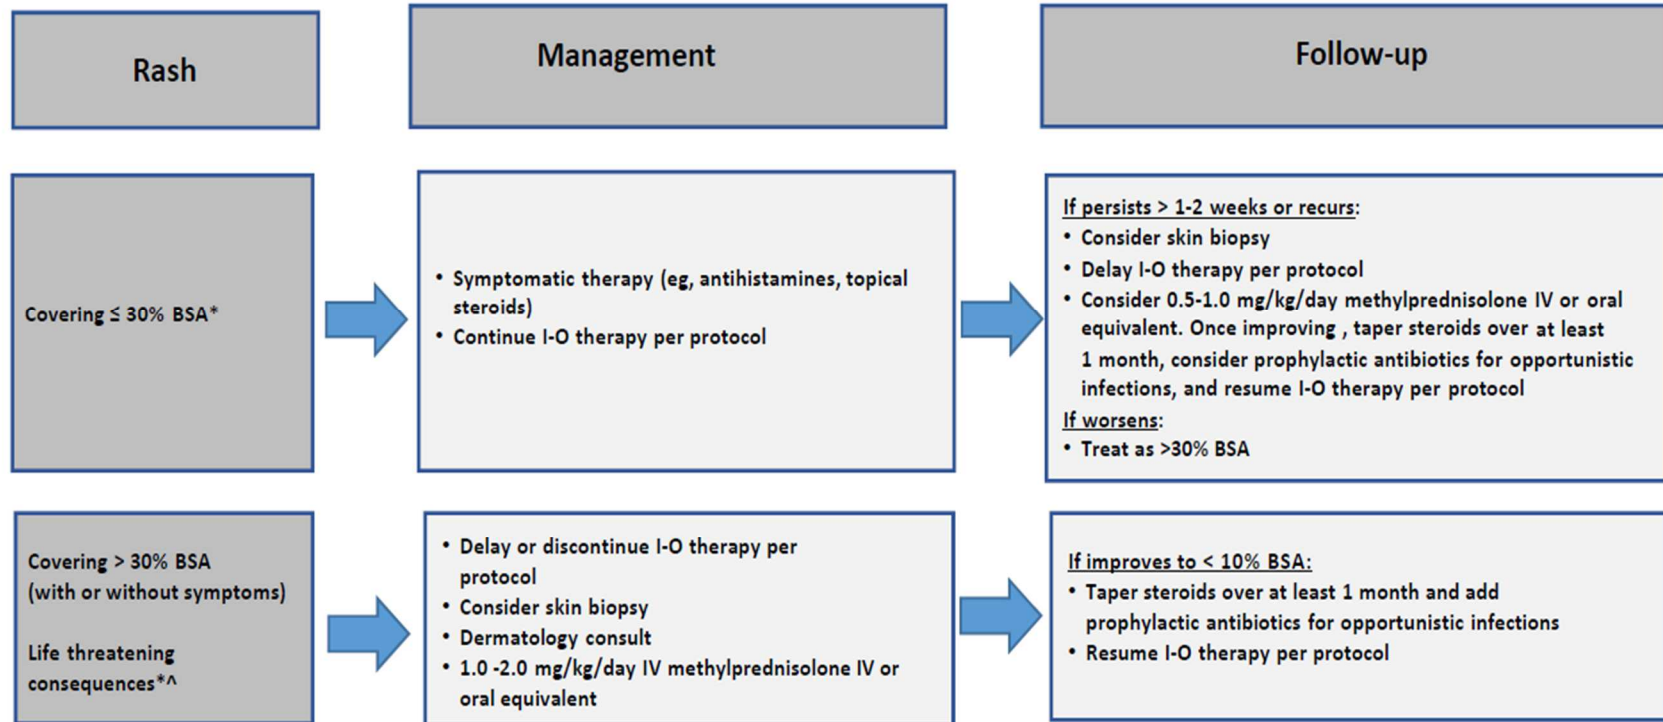 Rash
Management
Follow-up
Covering ≤ 30% BSA*
• Symptomatic therapy (eg, antihistamines, topical
steroids)
• Continue I-O therapy per protocol
If persists > 1-2 weeks or recurs:
• Consider skin biopsy
• Delay I-O therapy per protocol
• Consider 0.5-1.0 mg/kg/day methylprednisolone IV or oral
equivalent. Once improving , taper steroids over at least
1 month, consider prophylactic antibiotics for opportunistic
infections, and resume I-O therapy per protocol
If worsens:
• Treat as >30% BSA
Covering > 30% BSA
(with or without symptoms)
Life threatening
consequences*^
• Delay or discontinue I-O therapy per
protocol
• Consider skin biopsy
• Dermatology consult
• 1.0 -2.0 mg/kg/day IV methylprednisolone IV or
oral equivalent
If improves to < 10% BSA:
• Taper steroids over at least 1 month and add
prophylactic antibiotics for opportunistic infections
• Resume I-O therapy per protocol